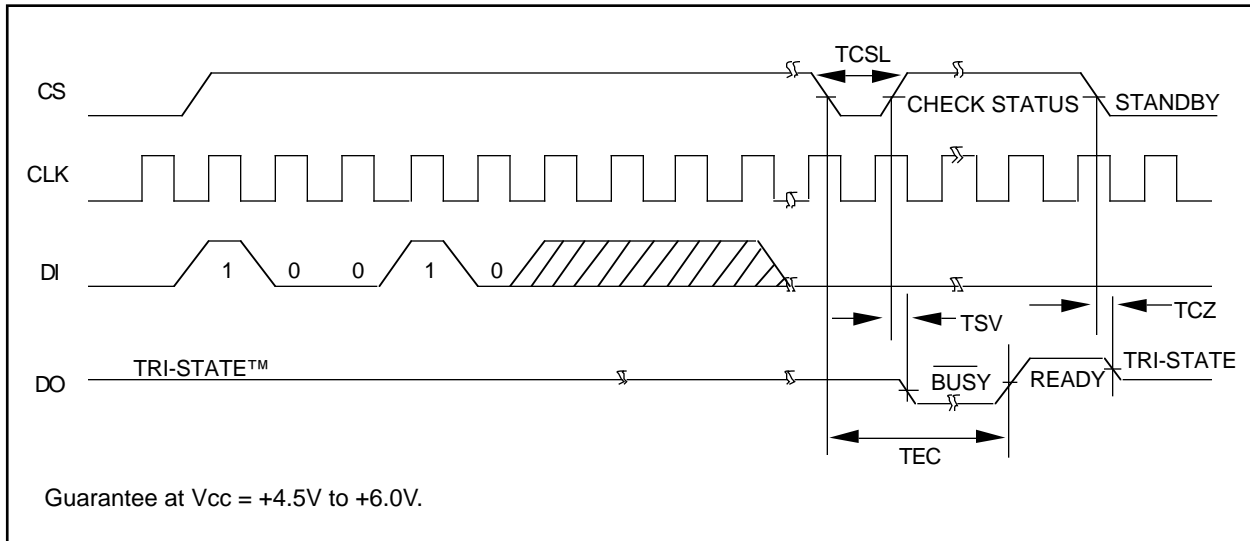 TCSL
CS
CHECK STATUS
STANDBY
CLK
DI
1 0 0 1 0
TSV
TCZ
DO
TRI-STATE™
BUSY
READY
TRI-STATE
TEC
Guarantee at Vcc = +4.5V to +6.0V.